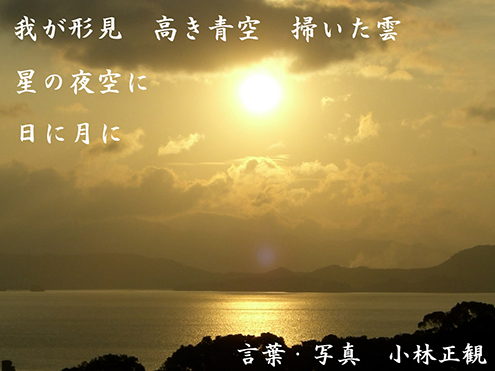 我が形見　高き青空　掃いた雲
星の夜空に
日に月に
言葉・写真　小林正観